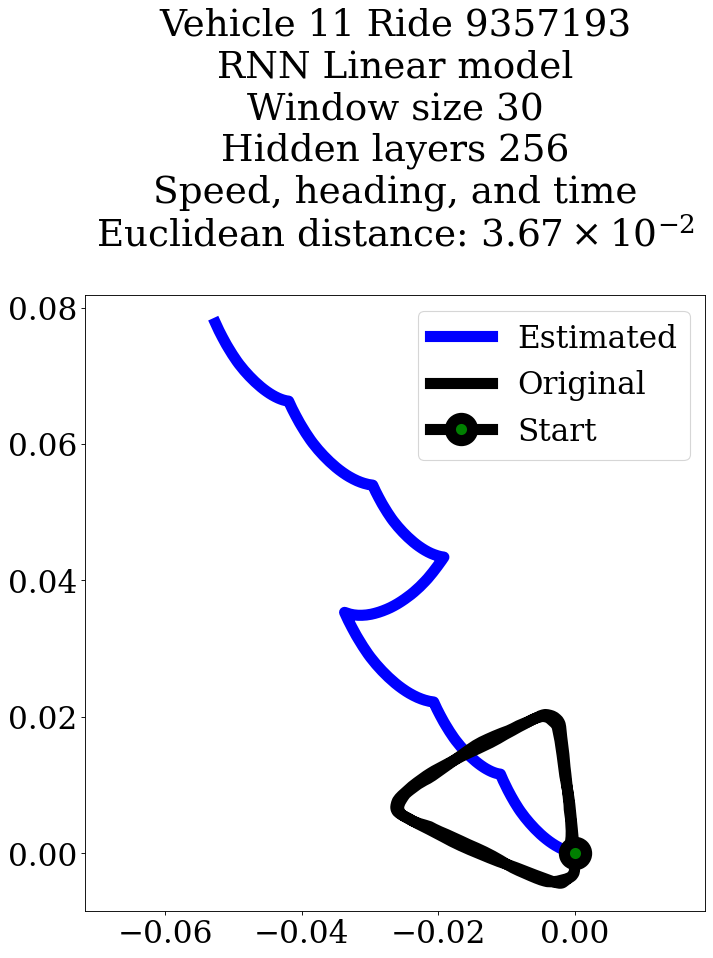 Vehicle 11 Ride 9357193
RNN Linear model
Window size 30
Hidden layers 256
Speed, heading, and time
Euclidean distance: 3.67 × 10⁻²
0.08
0.06
0.04
0.02
0.00
Estimated
Original
Start
−0.06 −0.04 −0.02 0.00